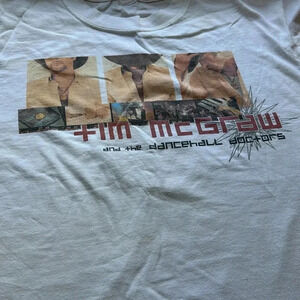 TIM McGRAW
and the dancehall doctors